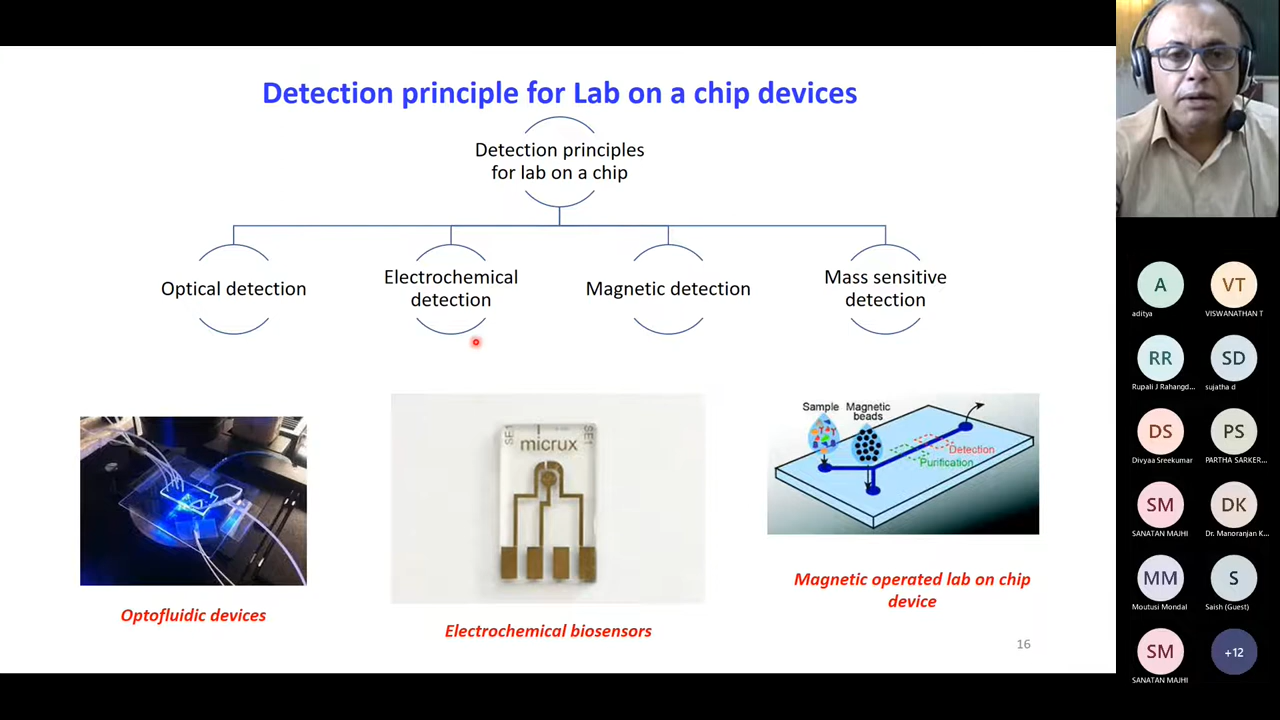 Detection principle for Lab on a chip devices
Detection principles
for lab on a chip
Optical detection
Electrochemical
detection
Magnetic detection
Mass sensitive
detection
SE1
micrux
SE1
Sample
Magnetic
beads
Detection
Purification
Optofluidic devices
Electrochemical biosensors
Magnetic operated lab on chip
device
16
A
aditya
VT
VISWANATHAN T
RR
Rupali J Rahangd...
SD
sujatha d
DS
Divyaa Sreekumar
PS
PARTHA SARKER...
SM
SANATAN MAJHI
DK
Dr. Manoranjan K...
MM
Moutusi Mondal
S
Saish (Guest)
SM
SANATAN MAJHI
+12